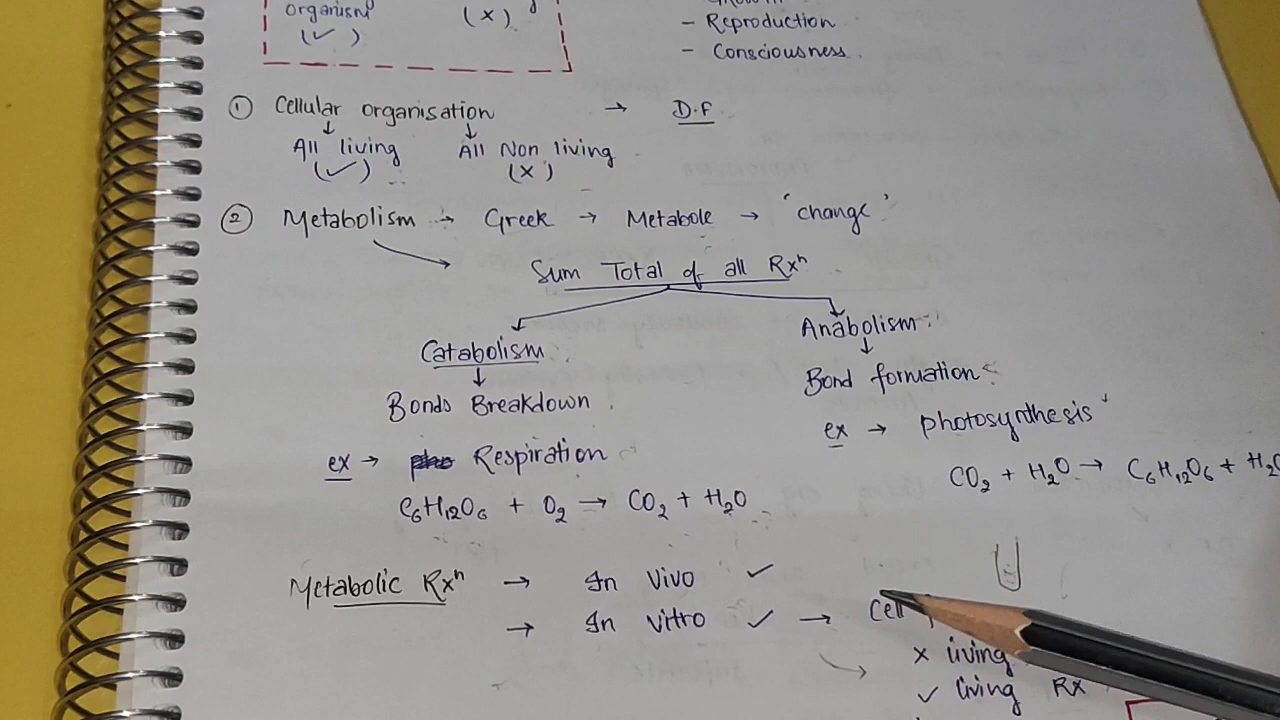 organism (✓) (×)
- Reproduction
- Consciousness
① Cellular organisation → D.F
↓ ↓
All living All Non living
(✓) (×)
② Metabolism → Greek → Metabole → 'change'
Sum Total of all Rxⁿ
Catabolism Anabolism
↓ ↓
Bonds Breakdown Bond formation
ex → Respiration ex → photosynthesis
C₆H₁₂O₆ + O₂ → CO₂ + H₂O CO₂ + H₂O → C₆H₁₂O₆ + H₂O
Metabolic Rxⁿ → In Vivo ✓
→ In vitro ✓ → Cell
× living
✓ living Rx